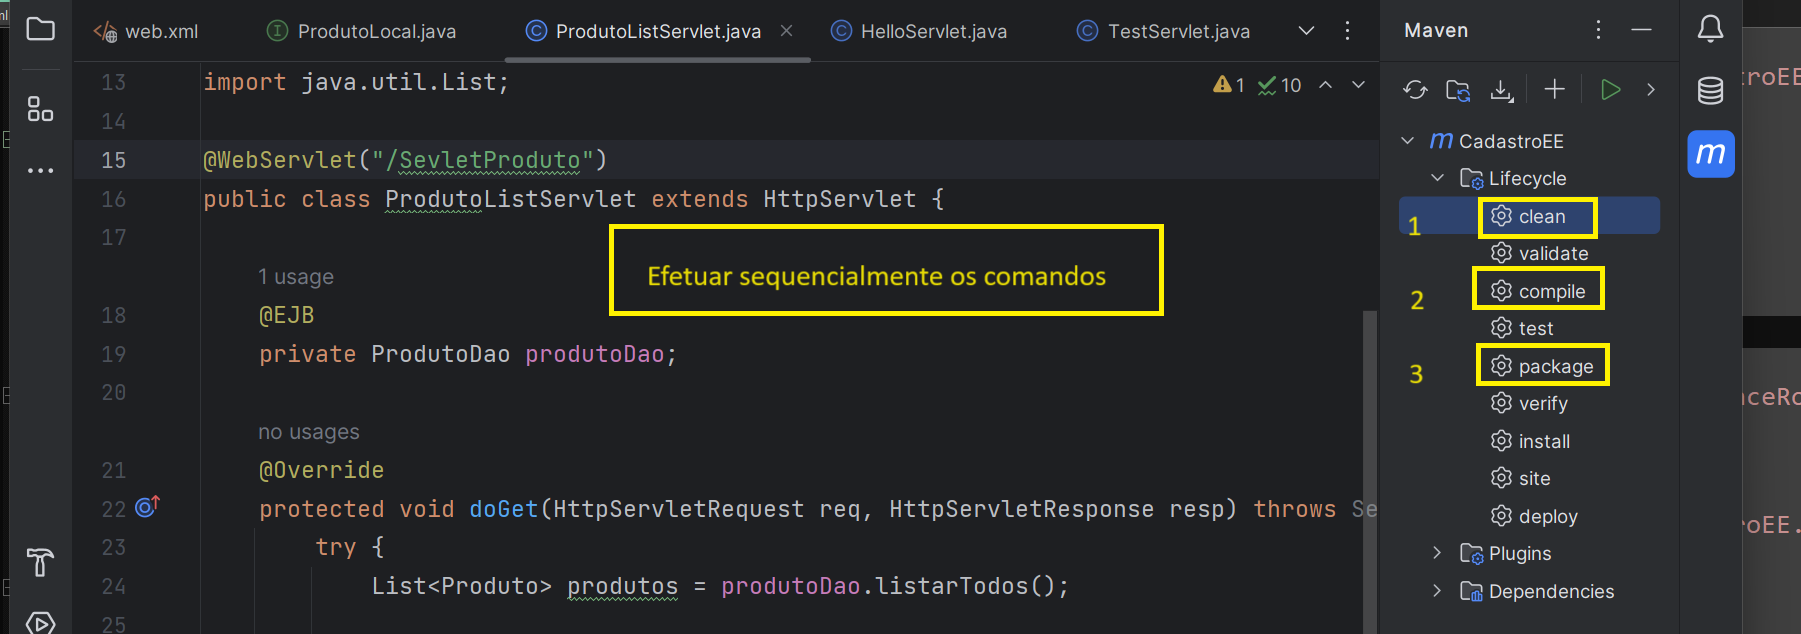 web.xml
ProdutoLocal.java
ProdutoListServlet.java
HelloServlet.java
TestServlet.java
13 import java.util.List;
1 10
14
15 @WebServlet("/SevletProduto")
16 public class ProdutoListServlet extends HttpServlet {
17
1 usage
18 @EJB
19 private ProdutoDao produtoDao;
20
no usages
21 @Override
22 protected void doGet(HttpServletRequest req, HttpServletResponse resp) throws Se
23 try {
24 List<Produto> produtos = produtoDao.listarTodos();
25
Efetuar sequencialmente os comandos
Maven
m CadastroEE
Lifecycle
1 clean
validate
2 compile
test
3 package
verify
install
site
deploy
Plugins
Dependencies
m
troEE
nceRo
roEE.